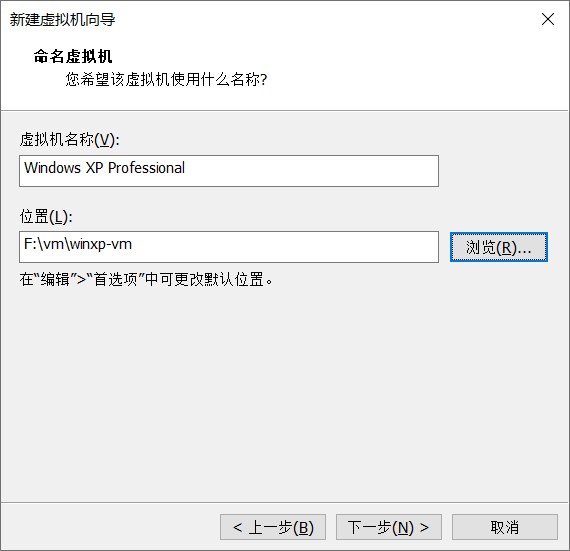 新建虚拟机向导
命名虚拟机
您希望该虚拟机使用什么名称?
虚拟机名称(V):
Windows XP Professional
位置(L):
F:\vm\winxp-vm
浏览(R)...
在“编辑”>“首选项”中可更改默认位置。
< 上一步(B)
下一步(N) >
取消